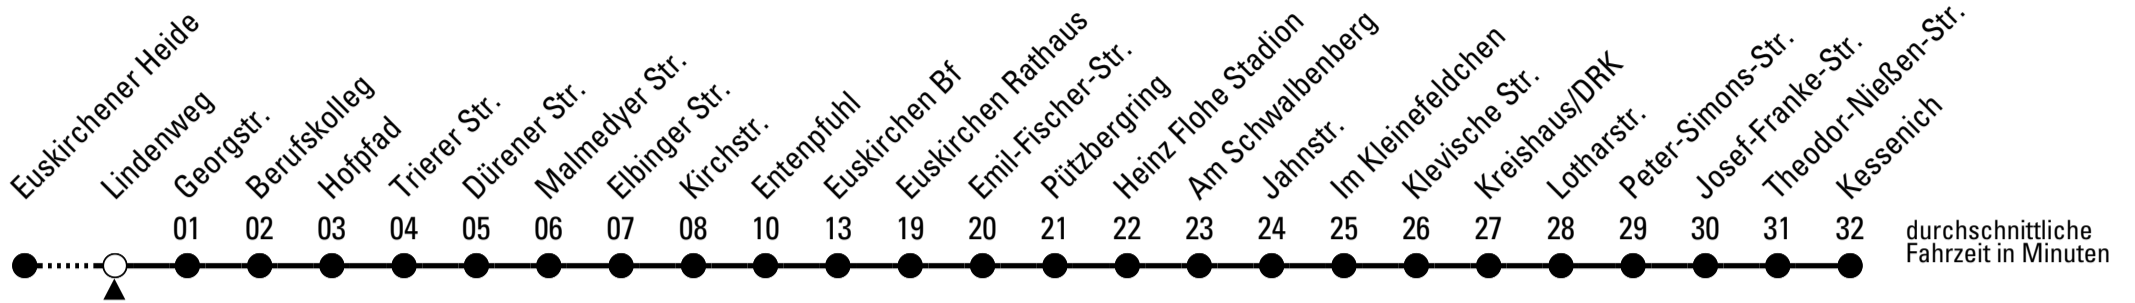 Euskirchener Heide
Lindenweg
Georgstr.
Berufskolleg
Hofpfad
Trierer Str.
Dürener Str.
Malmedyer Str.
Elbinger Str.
Kirchstr.
Entenpfuhl
Euskirchen Bf
Euskirchen Rathaus
Emil-Fischer-Str.
Pützbergring
Heinz Flohe Stadion
Am Schwalbenberg
Jahnstr.
Im Kleinefeldchen
Klevische Str.
Kreishaus/DRK
Lotharstr.
Peter-Simons-Str.
Josef-Franke-Str.
Theodor-Nießen-Str.
Kessenich
01 02 03 04 05 06 07 08 10 13 19 20 21 22 23 24 25 26 27 28 29 30 31 32
durchschnittliche
Fahrzeit in Minuten